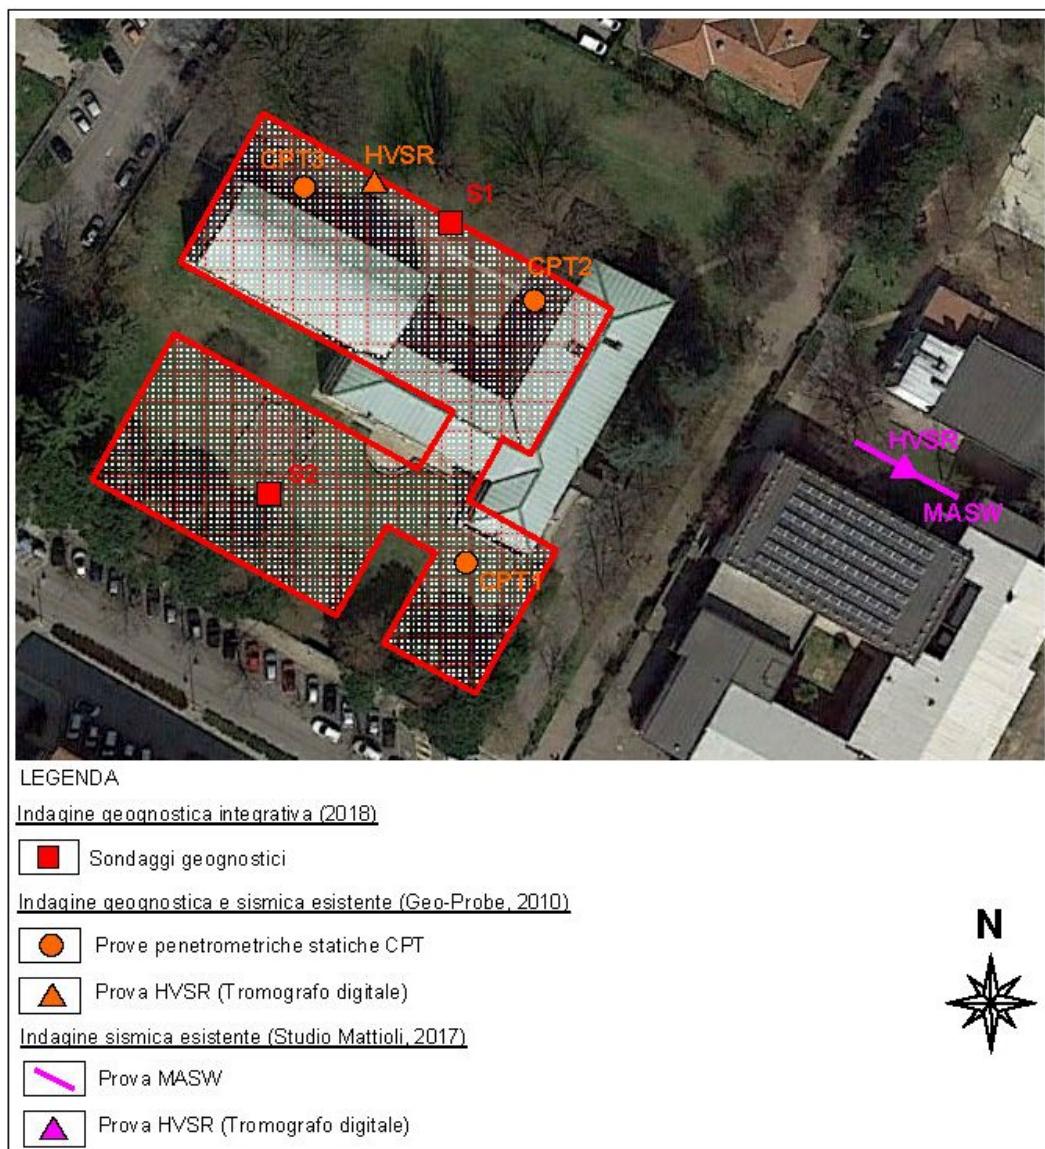 CPT3
HVSR
S1
CPT2
HVSR
S2
MASW
CPT1
LEGENDA
Indagine geognostica integrativa (2018)
Sondaggi geognostici
Indagine geognostica e sismica esistente (Geo-Probe, 2010)
Prove penetrometriche statiche CPT
N
Prova HVSR (Tromografo digitale)
Indagine sismica esistente (Studio Mattioli, 2017)
Prova MASW
Prova HVSR (Tromografo digitale)